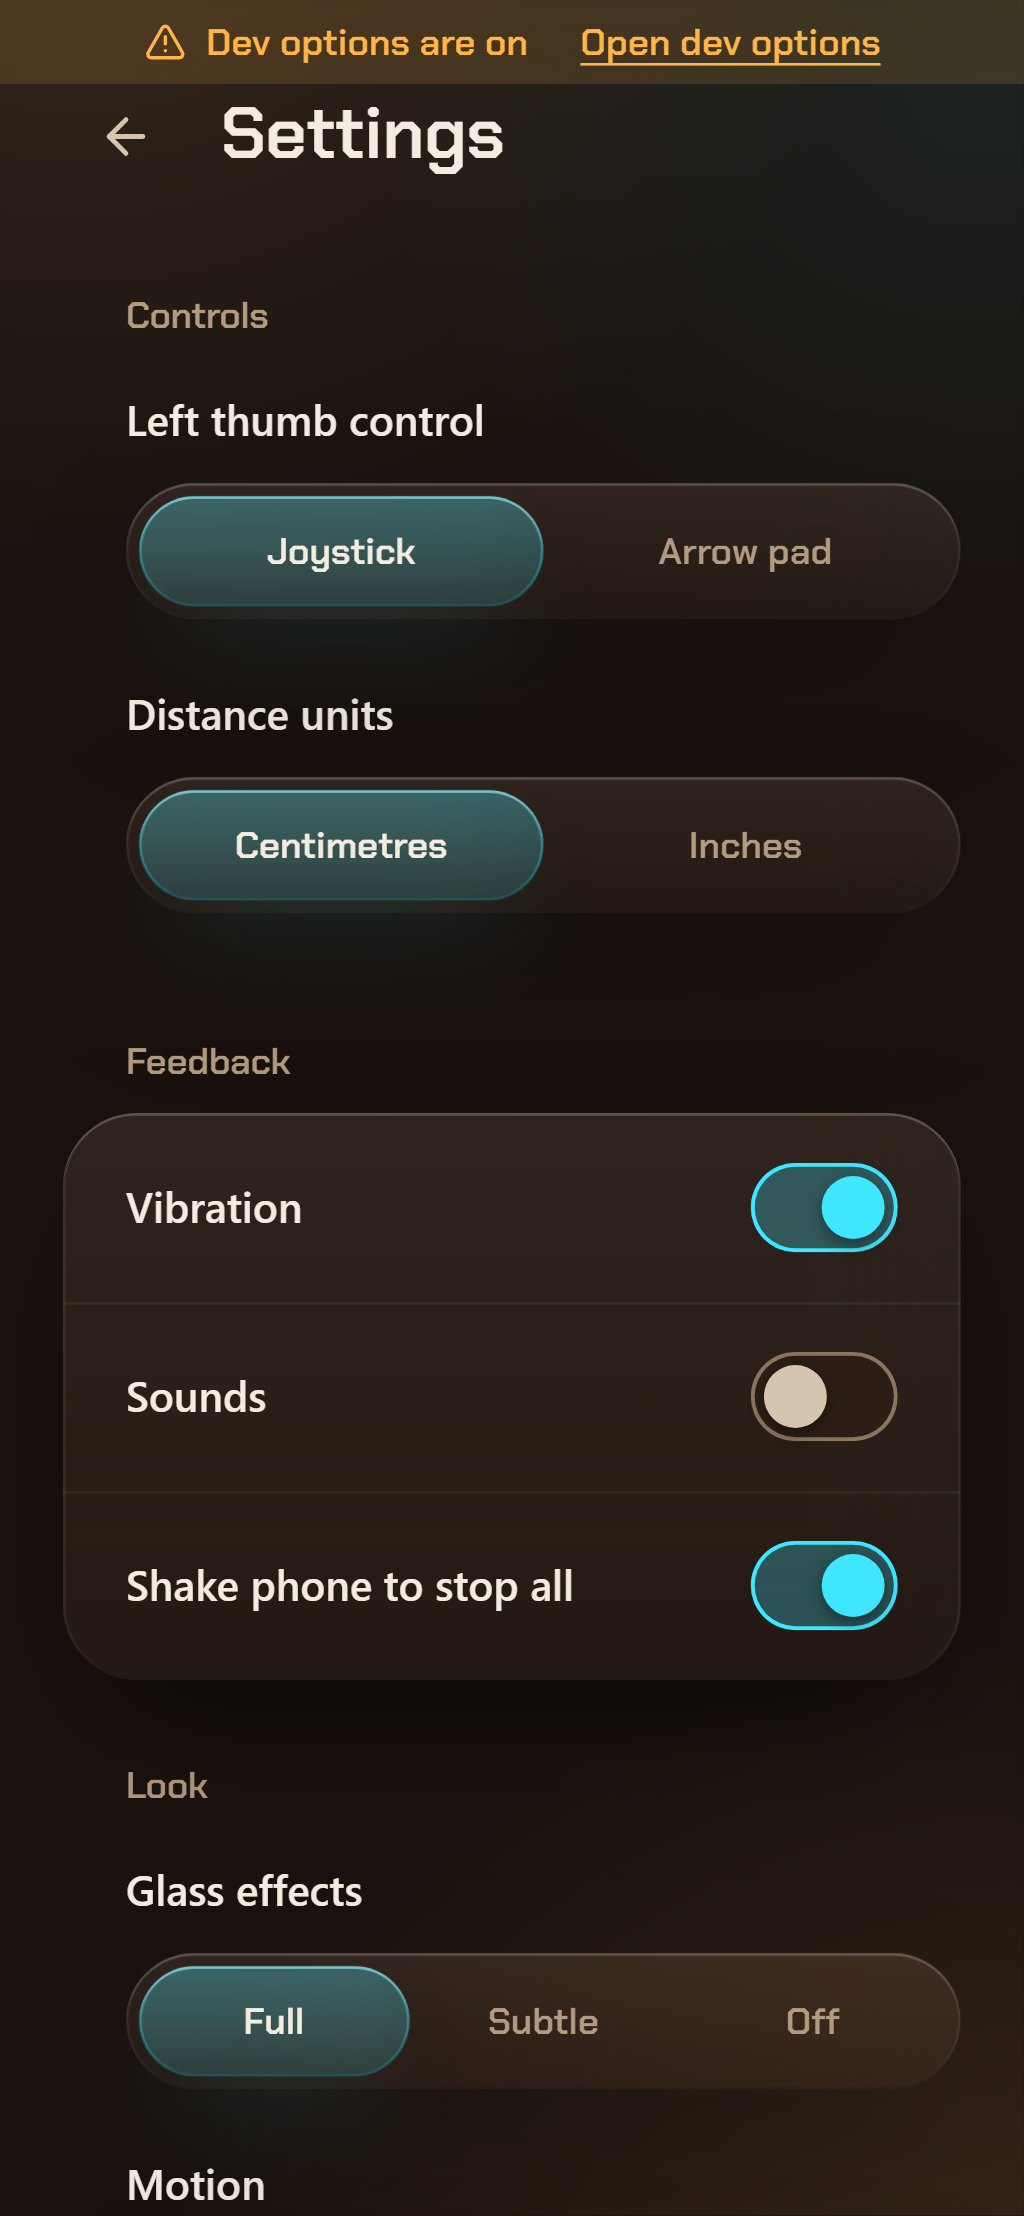 Dev options are on Open dev options
Settings
Controls
Left thumb control
Joystick Arrow pad
Distance units
Centimetres Inches
Feedback
Vibration
Sounds
Shake phone to stop all
Look
Glass effects
Full Subtle Off
Motion